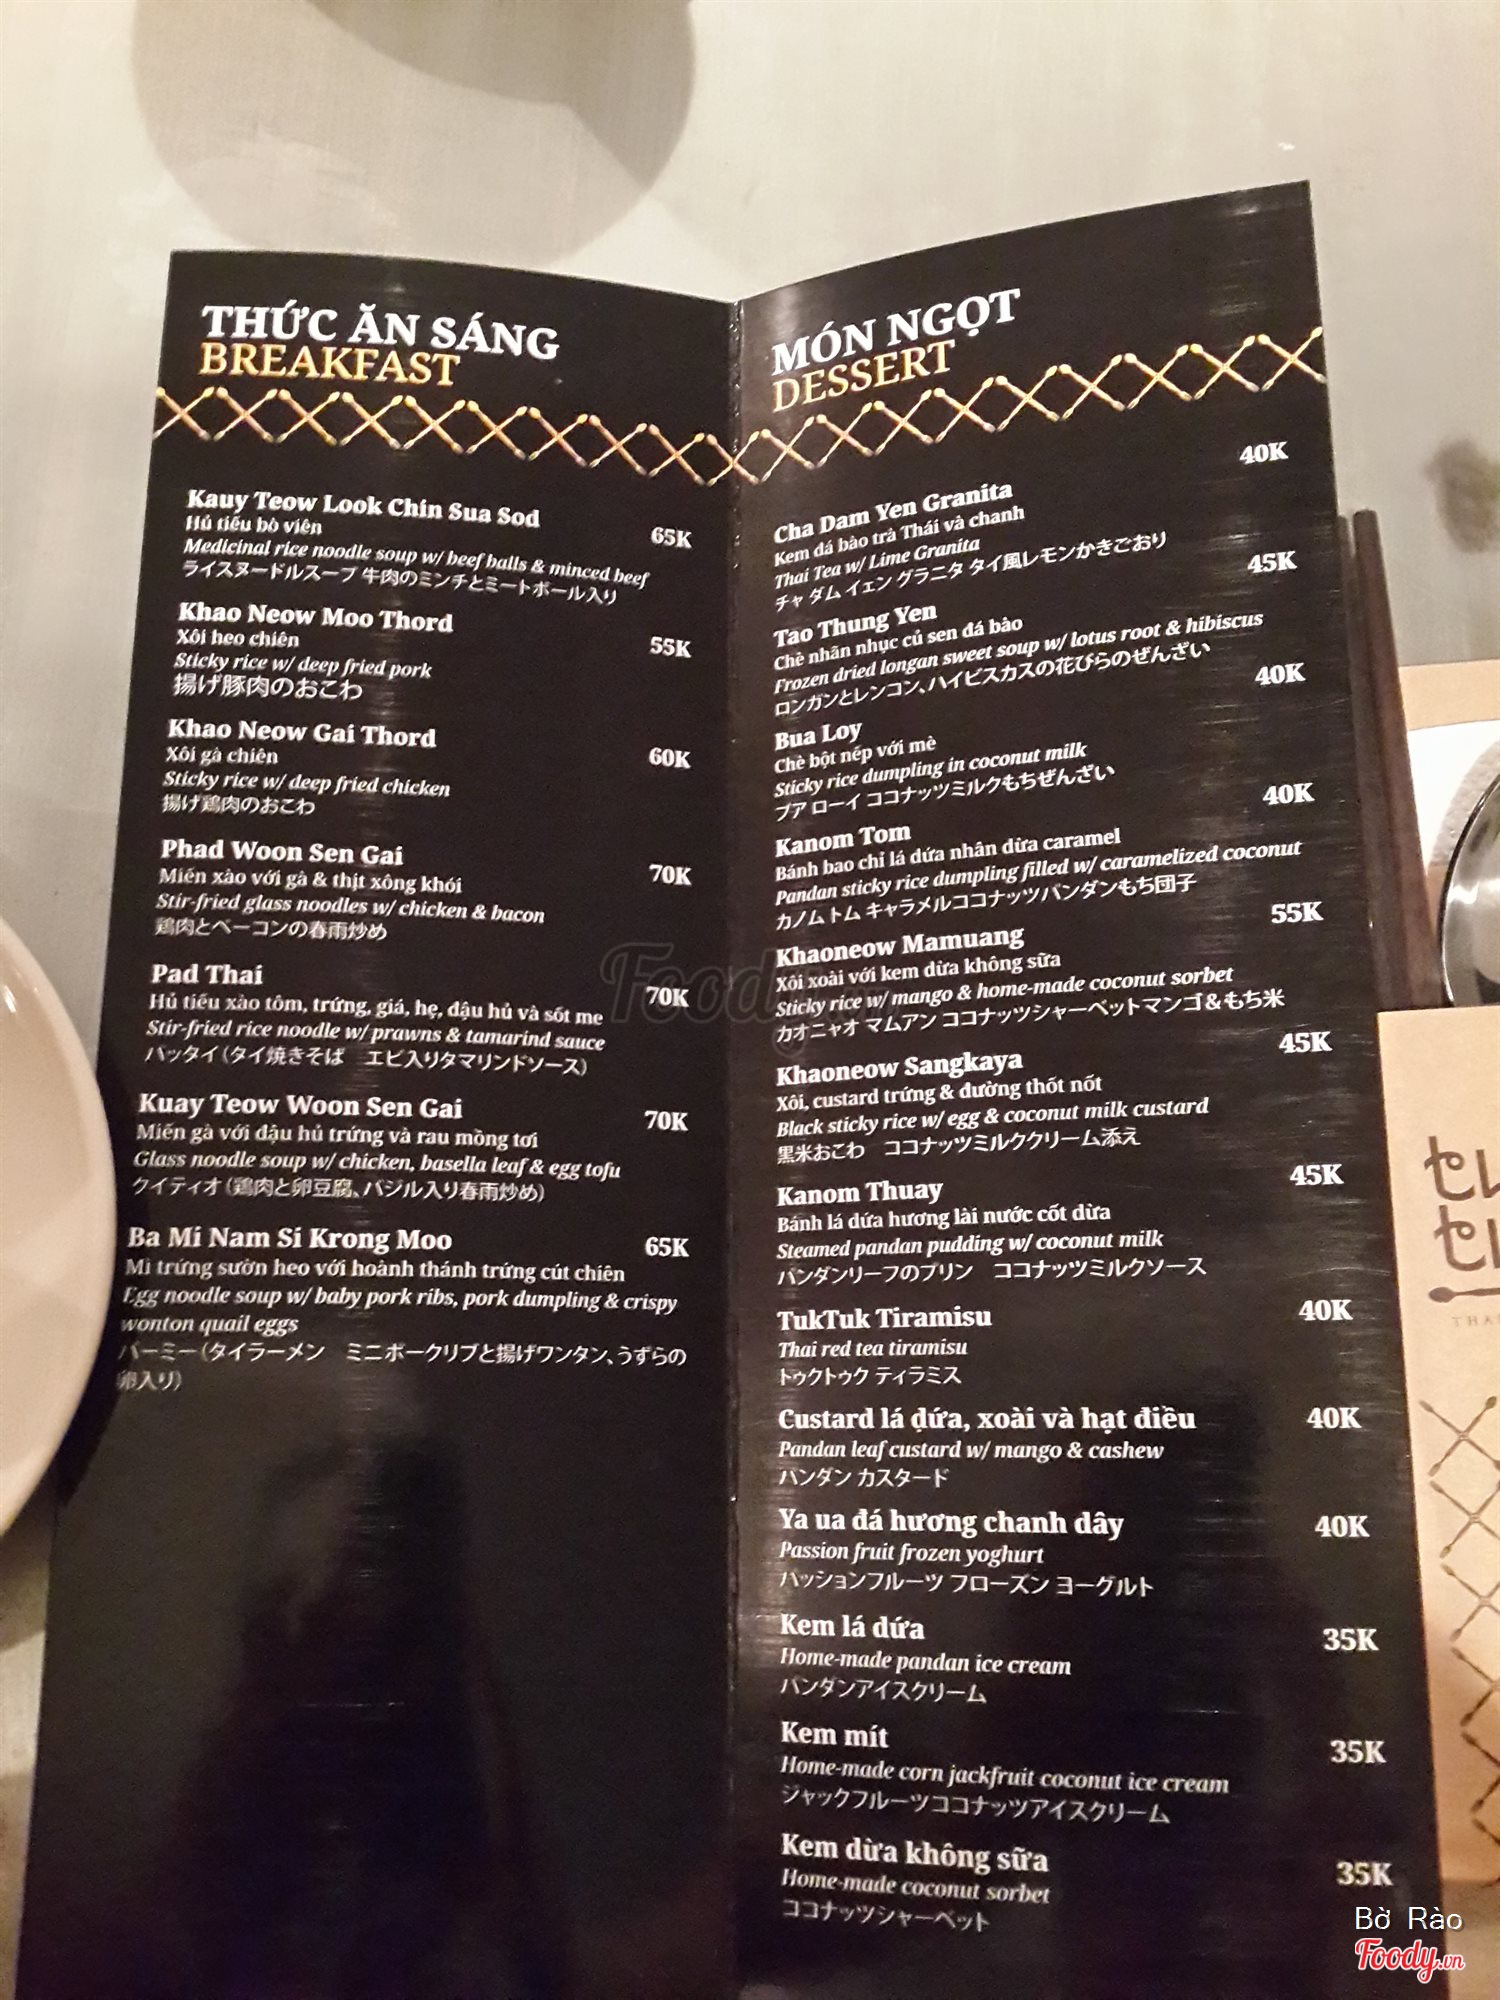 THỨC ĂN SÁNG
BREAKFAST
Kauy Teow Look Chin Sua Sod
65K
Hủ tiếu bò viên
Medicinal rice noodle soup w/ beef balls & minced beef
ライスヌードルスープ 牛肉のミンチとミートボール入り
Khao Neow Moo Thord
55K
Xôi heo chiên
Sticky rice w/ deep fried pork
揚げ豚肉のおこわ
Khao Neow Gai Thord
60K
Xôi gà chiên
Sticky rice w/ deep fried chicken
揚げ鶏肉のおこわ
Phad Woon Sen Gai
70K
Miến xào với gà & thịt xông khói
Stir-fried glass noodles w/ chicken & bacon
鶏肉とベーコンの春雨炒め
Pad Thai
70K
Hủ tiếu xào tôm, trứng, giá, hẹ, đậu hủ và sốt me
Stir-fried rice noodle w/ prawns & tamarind sauce
パッタイ(タイ焼きそば　エビ入りタマリンドソース)
Kuay Teow Woon Sen Gai
70K
Miến gà với đậu hủ trứng và rau mồng tơi
Glass noodle soup w/ chicken, basella leaf & egg tofu
クイティオ(鶏肉と卵豆腐、バジル入り春雨炒め)
Ba Mi Nam Si Krong Moo
65K
Mì trứng sườn heo với hoành thánh trứng cút chiên
Egg noodle soup w/ baby pork ribs, pork dumpling & crispy
wonton quail eggs
バーミー(タイラーメン　ミニポークリブと揚げワンタン、うずらの
卵入り)
MÓN NGỌT
DESSERT
Cha Dam Yen Granita
40K
Kem đá bào trà Thái và chanh
Thai Tea w/ Lime Granita
チャ ダム イェン グラニタ タイ風レモンかきごおり
Tao Thung Yen
45K
Chè nhãn nhục củ sen đá bào
Frozen dried longan sweet soup w/ lotus root & hibiscus
ロンガンとレンコン、ハイビスカスの花びらのぜんざい
Bua Loy
40K
Chè bột nếp với mè
Sticky rice dumpling in coconut milk
ブア ローイ ココナッツミルクもちぜんざい
Kanom Tom
40K
Bánh bao chỉ lá dứa nhân dừa caramel
Pandan sticky rice dumpling filled w/ caramelized coconut
カノム トム キャラメルココナッツパンダンもち団子
Khaoneow Mamuang
55K
Xôi xoài với kem dừa không sữa
Sticky rice w/ mango & home-made coconut sorbet
カオニャオ マムアン ココナッツシャーベットマンゴ&もち米
Khaoneow Sangkaya
45K
Xôi, custard trứng & đường thốt nốt
Black sticky rice w/ egg & coconut milk custard
黒米おこわ　ココナッツミルククリーム添え
Kanom Thuay
45K
Bánh lá dứa hương lài nước cốt dừa
Steamed pandan pudding w/ coconut milk
パンダンリーフのプリン　ココナッツミルクソース
TukTuk Tiramisu
40K
Thai red tea tiramisu
トゥクトゥク ティラミス
Custard lá dứa, xoài và hạt điều
40K
Pandan leaf custard w/ mango & cashew
パンダン カスタード
Ya ua đá hương chanh dây
40K
Passion fruit frozen yoghurt
パッションフルーツ フローズン ヨーグルト
Kem lá dứa
35K
Home-made pandan ice cream
パンダンアイスクリーム
Kem mít
35K
Home-made corn jackfruit coconut ice cream
ジャックフルーツココナッツアイスクリーム
Kem dừa không sữa
35K
Home-made coconut sorbet
ココナッツシャーベット
Foody
THA
Bờ Rào
Foody.vn